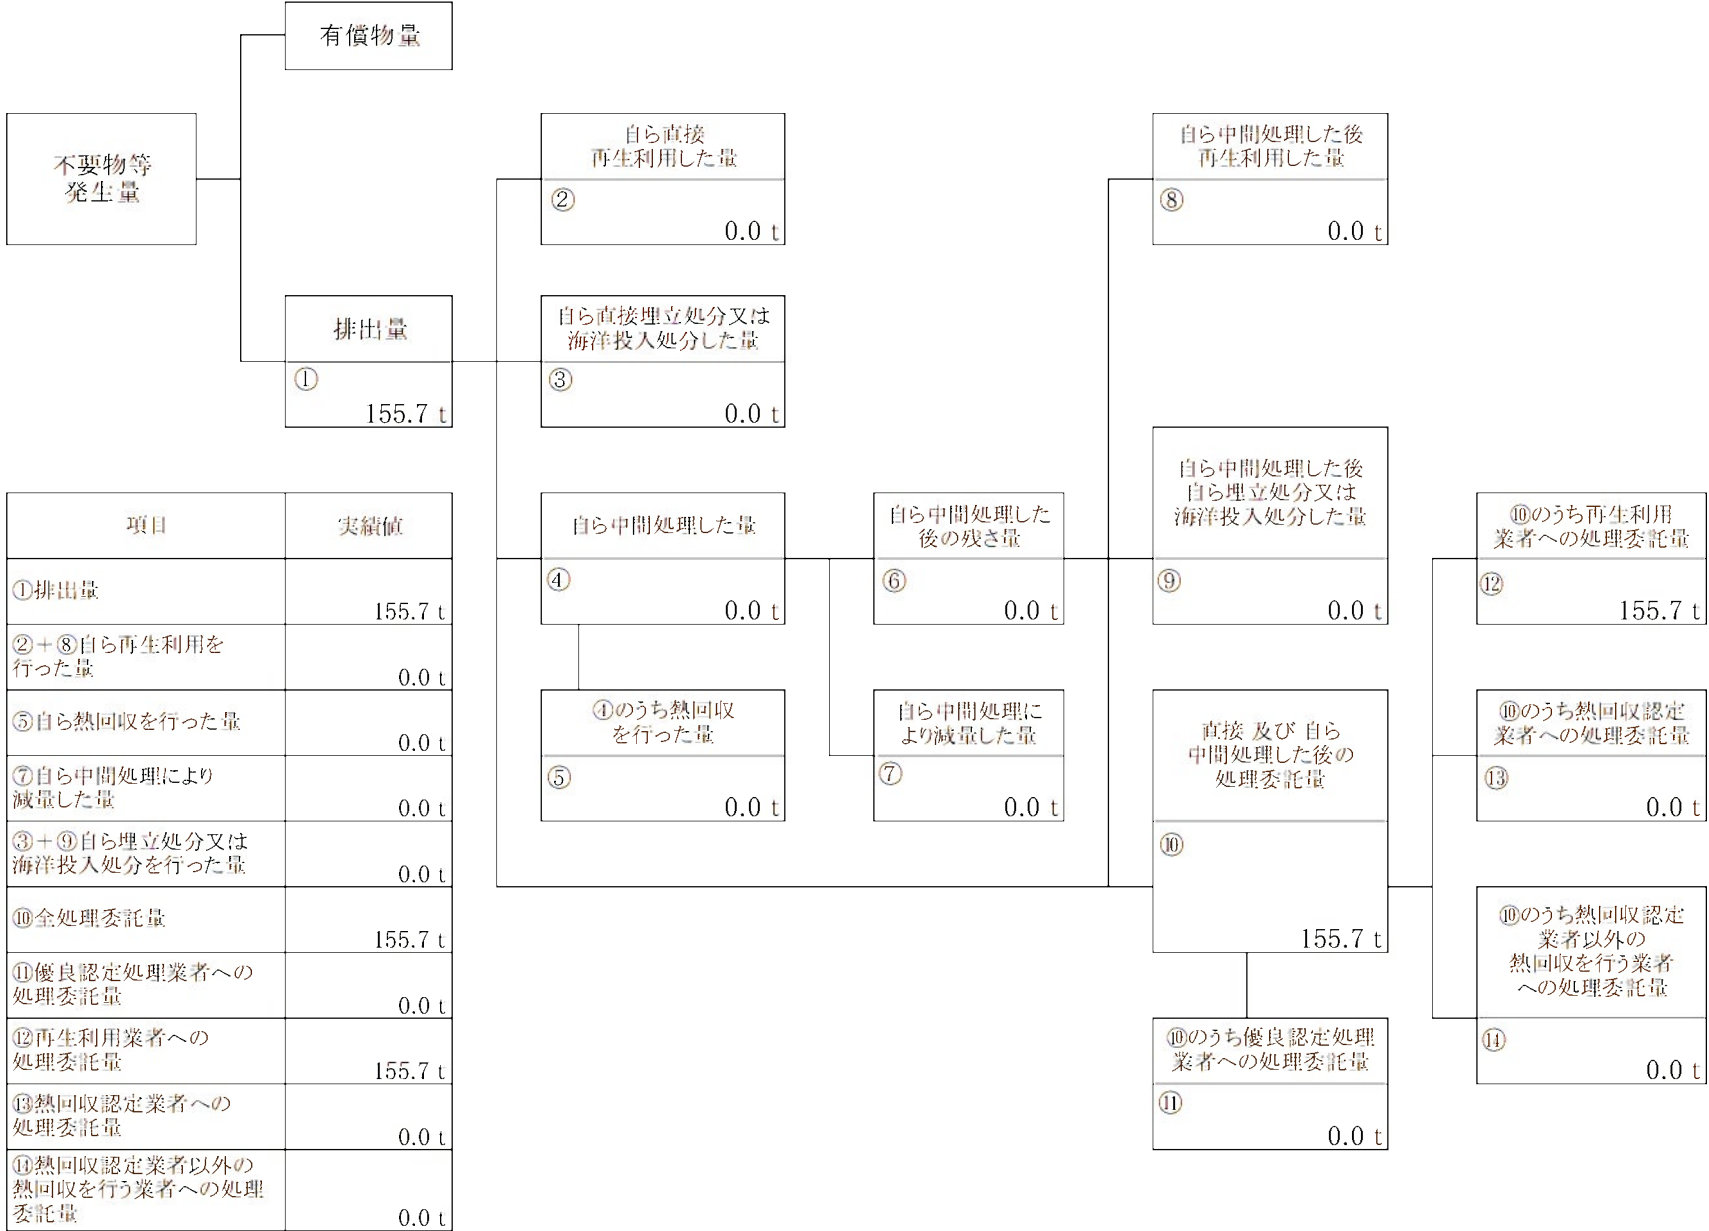 有償物量
不要物等
発生量
自ら直接
再生利用した量
②
0.0 t
自ら中間処理した後
再生利用した量
⑧
0.0 t
排出量
①
155.7 t
自ら直接埋立処分又は
海洋投入処分した量
③
0.0 t
自ら中間処理した量
④
0.0 t
自ら中間処理した
後の残さ量
⑥
0.0 t
自ら中間処理した後
自ら埋立処分又は
海洋投入処分した量
⑨
0.0 t
⑩のうち再生利用
業者への処理委託量
⑫
155.7 t
④のうち熱回収
を行った量
⑤
0.0 t
自ら中間処理に
より減量した量
⑦
0.0 t
直接 及び 自ら
中間処理した後の
処理委託量
⑩
155.7 t
⑩のうち熱回収認定
業者への処理委託量
⑬
0.0 t
⑩のうち熱回収認定
業者以外の
熱回収を行う業者
への処理委託量
⑭
0.0 t
⑩のうち優良認定処理
業者への処理委託量
⑪
0.0 t
項目
実績値
①排出量
155.7 t
②＋⑧自ら再生利用を
行った量
0.0 t
⑤自ら熱回収を行った量
0.0 t
⑦自ら中間処理により
減量した量
0.0 t
③＋⑨自ら埋立処分又は
海洋投入処分を行った量
0.0 t
⑩全処理委託量
155.7 t
⑪優良認定処理業者への
処理委託量
0.0 t
⑫再生利用業者への
処理委託量
155.7 t
⑬熱回収認定業者への
処理委託量
0.0 t
⑭熱回収認定業者以外の
熱回収を行う業者への処理
委託量
0.0 t